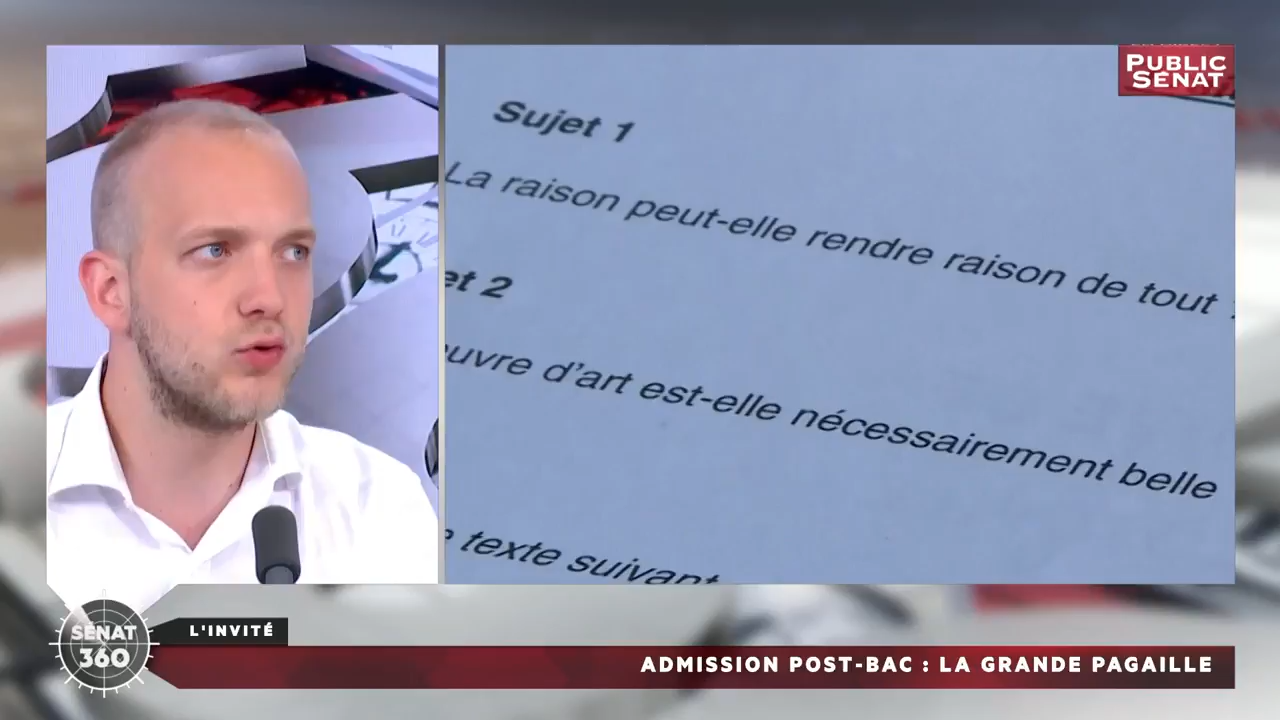 PUBLIC
SÉNAT
Sujet 1
La raison peut-elle rendre raison de tout
et 2
uvre d'art est-elle nécessairement belle
texte suivant
L'INVITÉ
SÉNAT
360
ADMISSION POST-BAC : LA GRANDE PAGAILLE